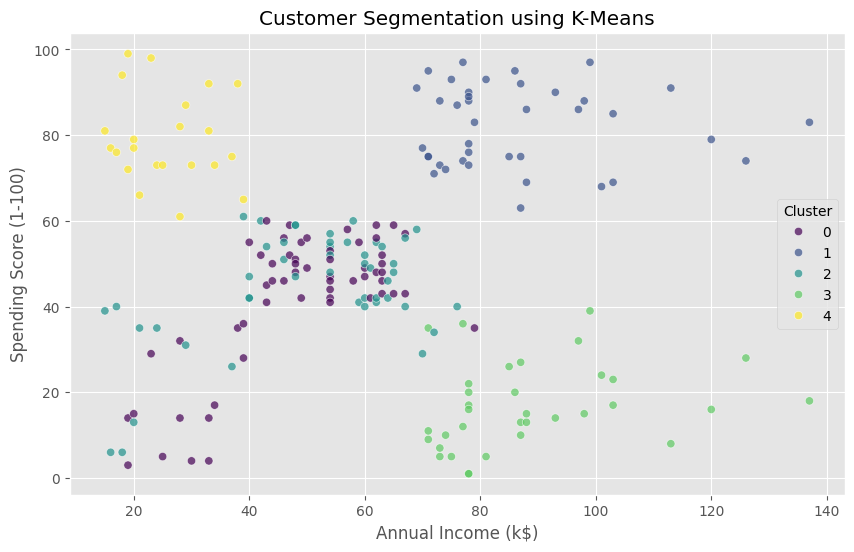 Customer Segmentation using K-Means
100
80
60
40
20
0
Spending Score (1-100)
Cluster
0
1
2
3
4
20 40 60 80 100 120 140
Annual Income (k$)